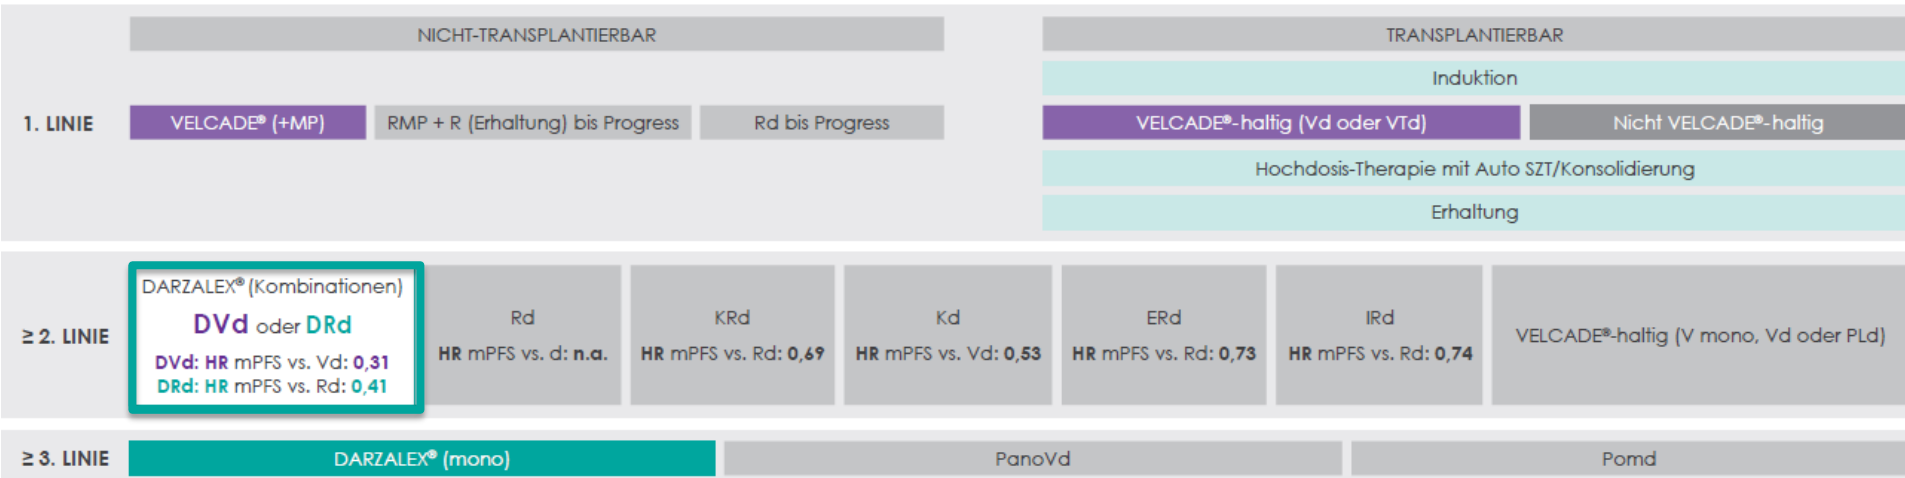 NICHT-TRANSPLANTIERBAR
TRANSPLANTIERBAR
Induktion
1. LINIE
VELCADE® (+MP)
RMP + R (Erhaltung) bis Progress
Rd bis Progress
VELCADE®-haltig (Vd oder VTd)
Nicht VELCADE®-haltig
Hochdosis-Therapie mit Auto SZT/Konsolidierung
Erhaltung
≥ 2. LINIE
DARZALEX® (Kombinationen)
DVd oder DRd
DVd: HR mPFS vs. Vd: 0,31
DRd: HR mPFS vs. Rd: 0,41
Rd
HR mPFS vs. d: n.a.
KRd
HR mPFS vs. Rd: 0,69
Kd
HR mPFS vs. Vd: 0,53
ERd
HR mPFS vs. Rd: 0,73
IRd
HR mPFS vs. Rd: 0,74
VELCADE®-haltig (V mono, Vd oder PLd)
≥ 3. LINIE
DARZALEX® (mono)
PanoVd
Pomd